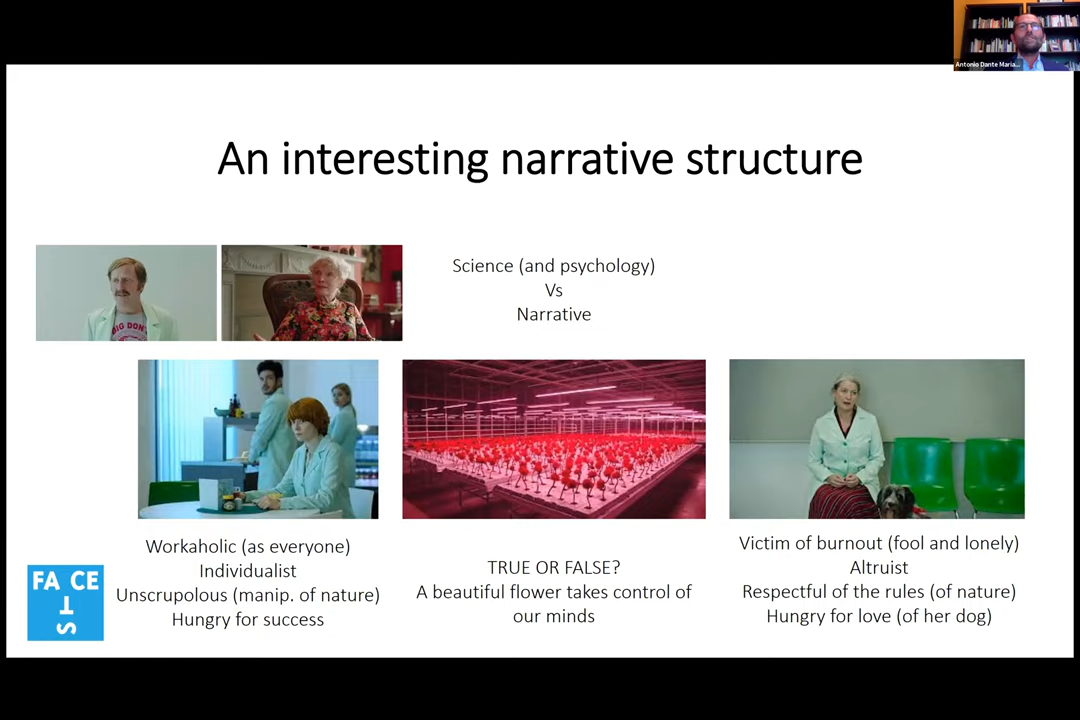 Antonio Dante Maria...
An interesting narrative structure
Science (and psychology)
Vs
Narrative
BIG DON
Workaholic (as everyone)
Individualist
Unscrupolous (manip. of nature)
Hungry for success
TRUE OR FALSE?
A beautiful flower takes control of
our minds
Victim of burnout (fool and lonely)
Altruist
Respectful of the rules (of nature)
Hungry for love (of her dog)
FA CE
T
S